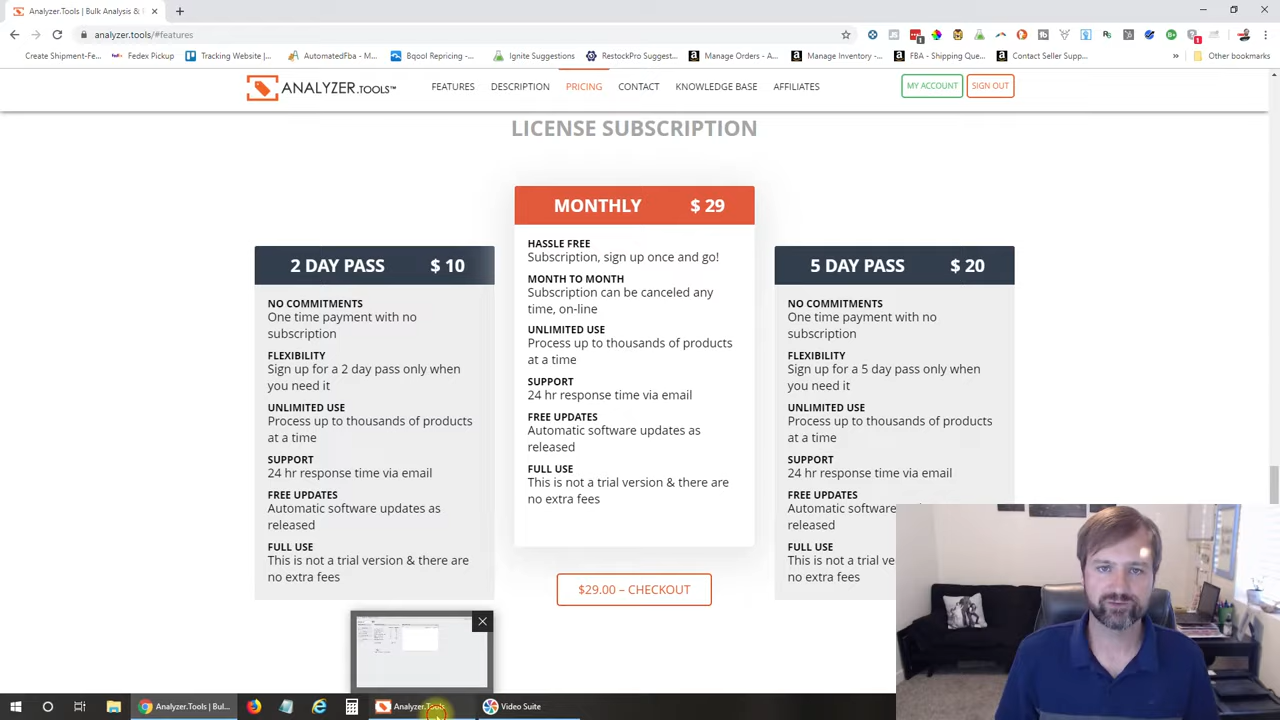 Analyzer.Tools | Bulk Analysis & F
analyzer.tools/#features
Create Shipment-Fe...
Fedex Pickup
Tracking Website |...
AutomatedFba
Bqool Repricing -...
Ignite Suggestions
RestockPro Suggest...
Manage Orders - A...
Manage Inventory -...
FBA - Shipping Que...
Contact Seller Supp...
»
Other bookmarks
ANALYZER.TOOLS™
FEATURES
DESCRIPTION
PRICING
CONTACT
KNOWLEDGE BASE
AFFILIATES
MY ACCOUNT
SIGN OUT
LICENSE SUBSCRIPTION
2 DAY PASS $ 10
NO COMMITMENTS
One time payment with no
subscription
FLEXIBILITY
Sign up for a 2 day pass only when
you need it
UNLIMITED USE
Process up to thousands of products
at a time
SUPPORT
24 hr response time via email
FREE UPDATES
Automatic software updates as
released
FULL USE
This is not a trial version & there are
no extra fees
MONTHLY $ 29
HASSLE FREE
Subscription, sign up once and go!
MONTH TO MONTH
Subscription can be canceled any
time, on-line
UNLIMITED USE
Process up to thousands of products
at a time
SUPPORT
24 hr response time via email
FREE UPDATES
Automatic software updates as
released
FULL USE
This is not a trial version & there are
no extra fees
$29.00 – CHECKOUT
5 DAY PASS $ 20
NO COMMITMENTS
One time payment with no
subscription
FLEXIBILITY
Sign up for a 5 day pass only when
you need it
UNLIMITED USE
Process up to thousands of products
at a time
SUPPORT
24 hr response time via email
FREE UPDATES
Automatic software
released
FULL USE
This is not a trial ve
no extra fees
Analyzer.Tools | Bul...
Analyzer.Tools
Video Suite